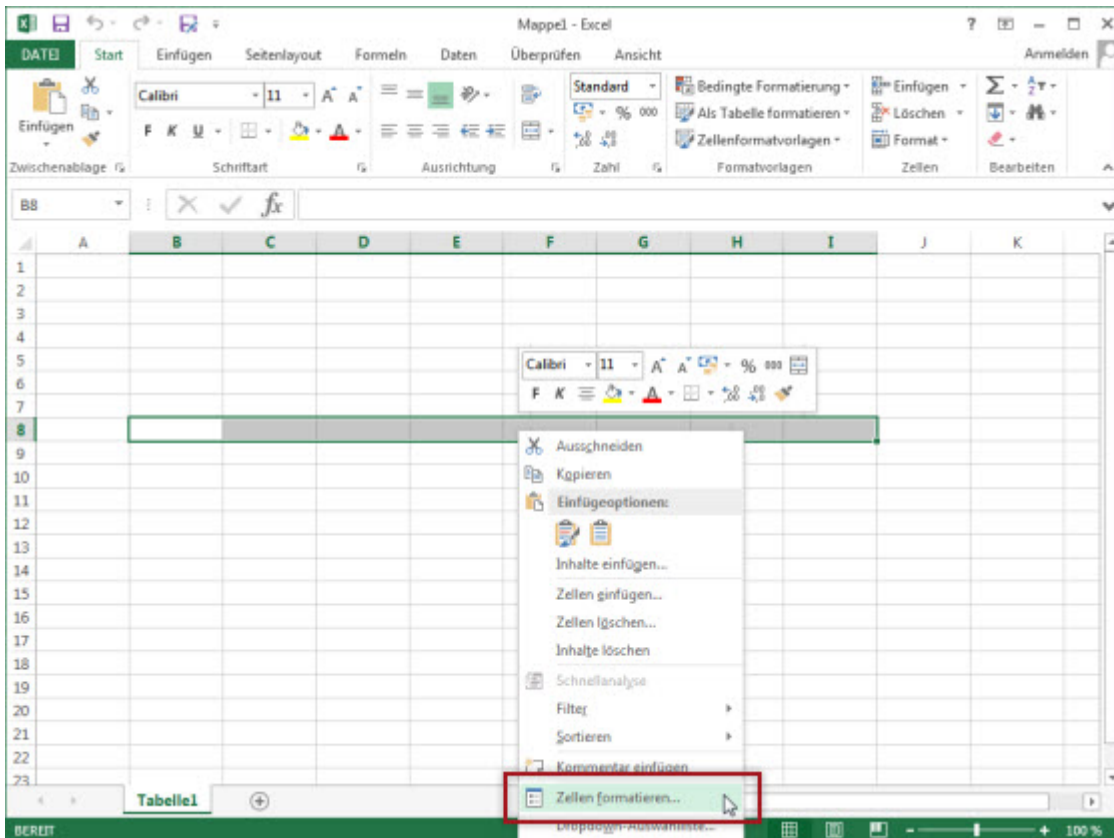 Mappe1 - Excel
?
DATEI Start Einfügen Seitenlayout Formeln Daten Überprüfen Ansicht Anmelden
Calibri 11 A A Standard Bedingte Formatierung Einfügen Σ
Einfügen F K U A % 000 Als Tabelle formatieren Löschen
Zellenformatvorlagen Format
Zwischenablage Schriftart Ausrichtung Zahl Formatvorlagen Zellen Bearbeiten
B8 fx
A B C D E F G H I J K
1
2
3
4
5
6
7
8
9
10
11
12
13
14
15
16
17
18
19
20
21
22
23
Calibri 11 A A % 000
F K A
Ausschneiden
Kopieren
Einfügeoptionen:
Inhalte einfügen...
Zellen einfügen...
Zellen löschen...
Inhalte löschen
Schnellanalyse
Filter
Sortieren
Kommentar einfügen
Zellen formatieren...
Dropdown-Auswahlliste...
Tabelle1
BEREIT 100 %